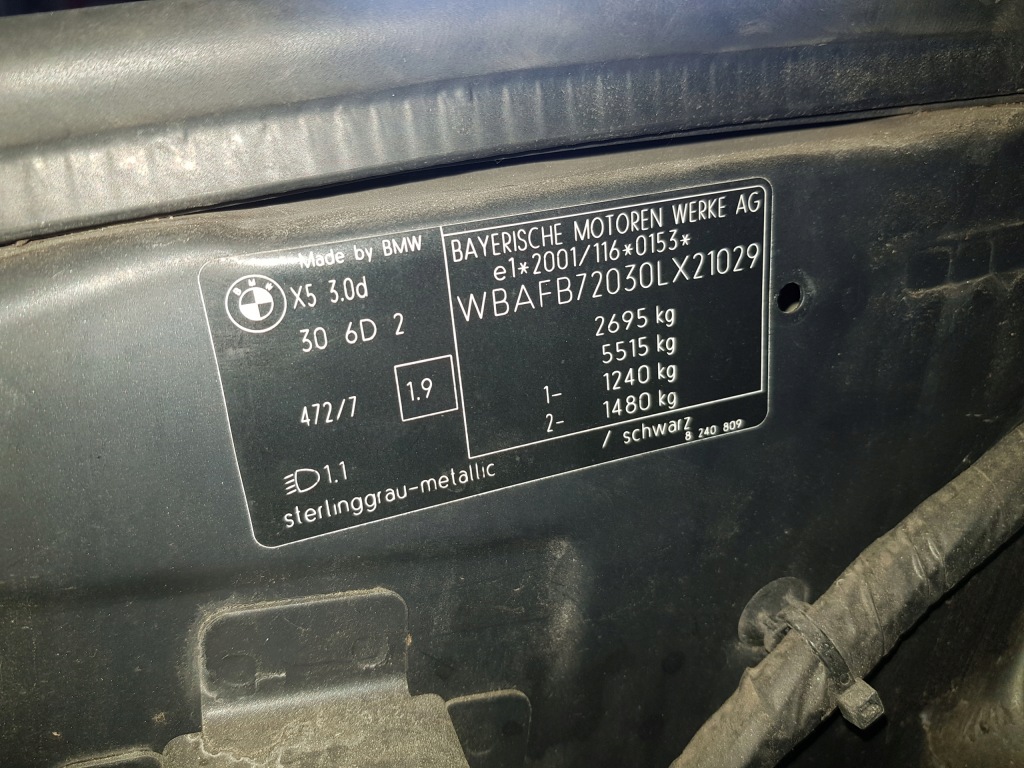 Made by BMW
BMW
X5 3.0d
30 6D 2
472/7
1.9
1.1
sterlinggrau-metallic
BAYERISCHE MOTOREN WERKE AG
e1*2001/116*0153*
WBAFB72030LX21029
2695 kg
5515 kg
1- 1240 kg
2- 1480 kg
/ schwarz
8 240 809